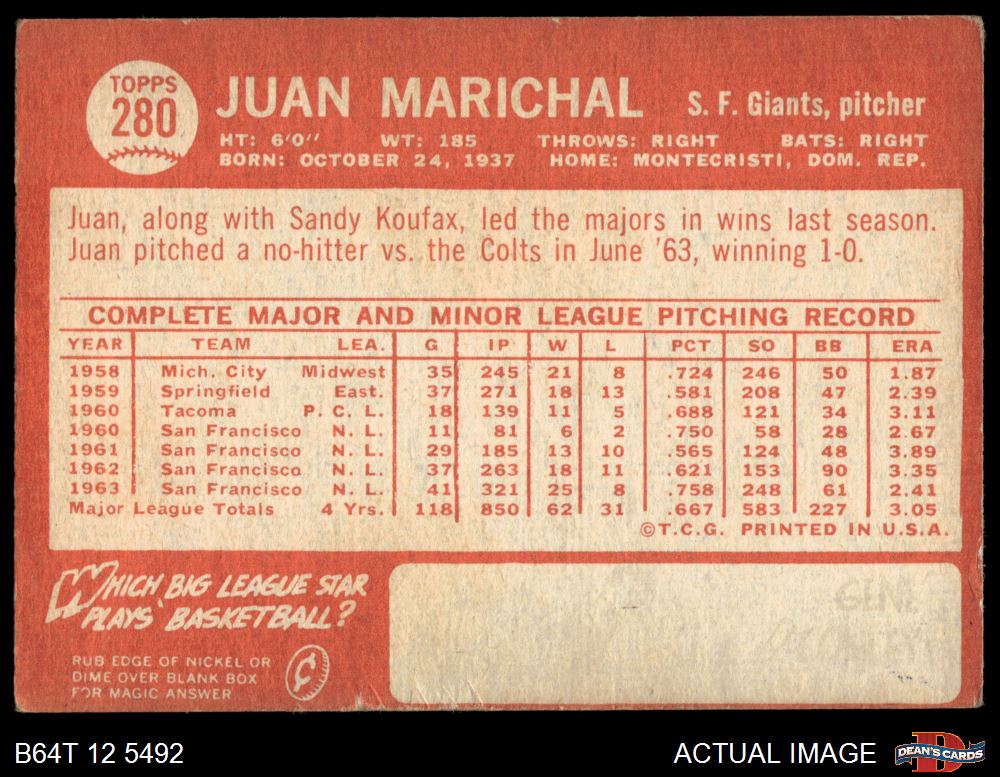 TOPPS
280
JUAN MARICHAL S. F. Giants, pitcher
HT: 6'0" WT: 185 THROWS: RIGHT BATS: RIGHT
BORN: OCTOBER 24, 1937 HOME: MONTECRISTI, DOM. REP.
Juan, along with Sandy Koufax, led the majors in wins last season.
Juan pitched a no-hitter vs. the Colts in June '63, winning 1-0.
COMPLETE MAJOR AND MINOR LEAGUE PITCHING RECORD
YEAR TEAM LEA. G IP W L PCT SO BB ERA
1958 Mich. City Midwest 35 245 21 8 .724 246 50 1.87
1959 Springfield East. 37 271 18 13 .581 208 47 2.39
1960 Tacoma P. C. L. 18 139 11 5 .688 121 34 3.11
1960 San Francisco N. L. 11 81 6 2 .750 58 28 2.67
1961 San Francisco N. L. 29 185 13 10 .565 124 48 3.89
1962 San Francisco N. L. 37 263 18 11 .621 153 90 3.35
1963 San Francisco N. L. 41 321 25 8 .758 248 61 2.41
Major League Totals 4 Yrs. 118 850 62 31 .667 583 227 3.05
©T.C.G. PRINTED IN U.S.A.
WHICH BIG LEAGUE STAR
PLAYS BASKETBALL?
RUB EDGE OF NICKEL OR
DIME OVER BLANK BOX
FOR MAGIC ANSWER
B64T 12 5492 ACTUAL IMAGE DEAN'S CARDS